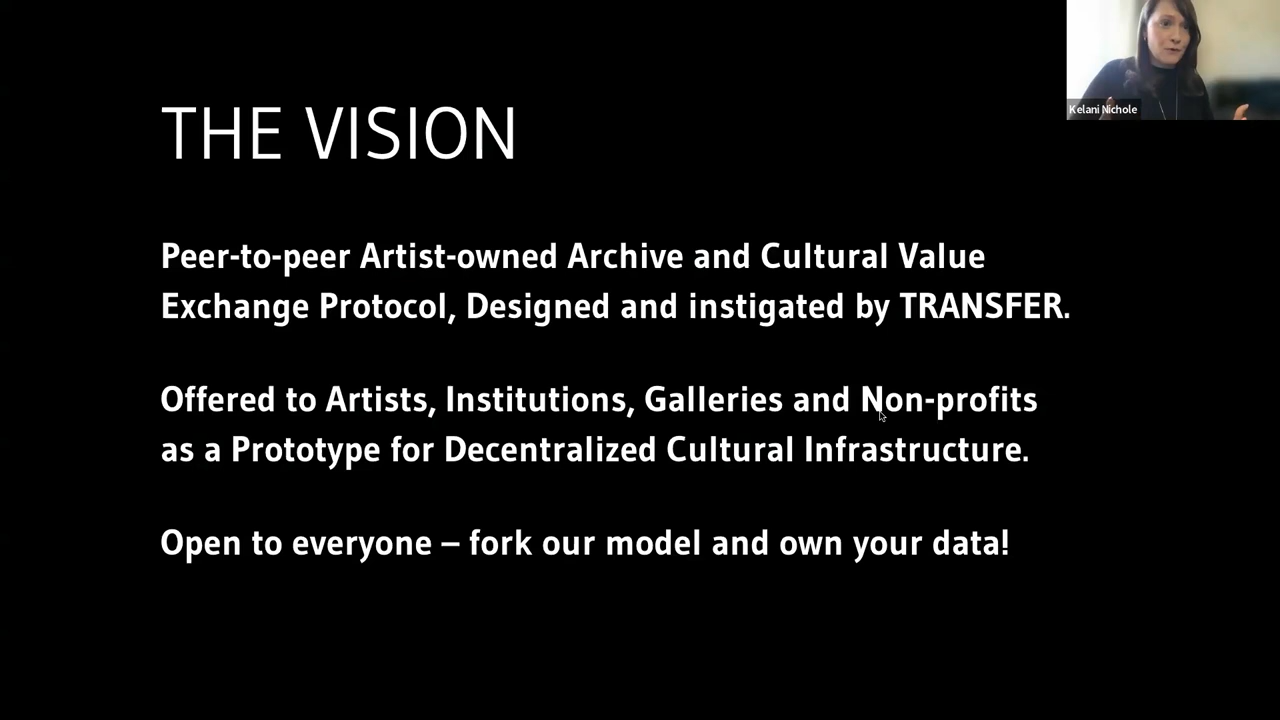 THE VISION
Peer-to-peer Artist-owned Archive and Cultural Value
Exchange Protocol, Designed and instigated by TRANSFER.
Offered to Artists, Institutions, Galleries and Non-profits
as a Prototype for Decentralized Cultural Infrastructure.
Open to everyone – fork our model and own your data!
Kelani Nichole